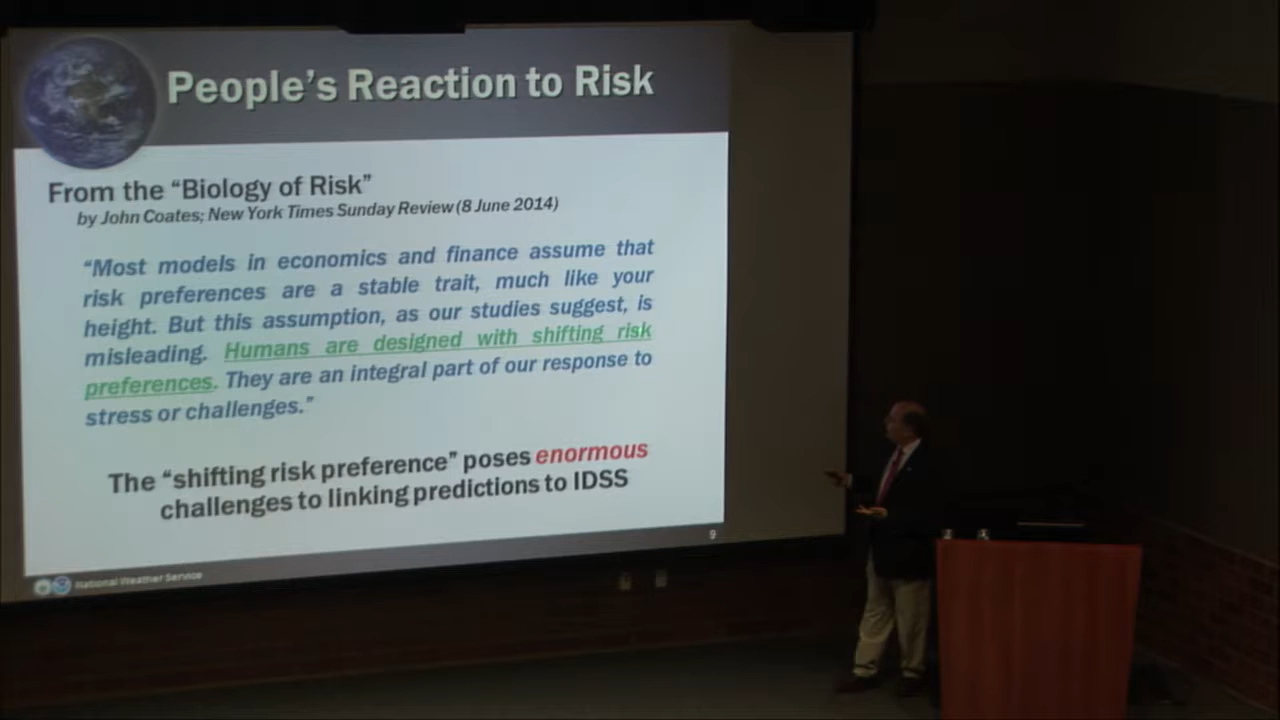 People's Reaction to Risk
From the “Biology of Risk”
by John Coates; New York Times Sunday Review (8 June 2014)
“Most models in economics and finance assume that
risk preferences are a stable trait, much like your
height. But this assumption, as our studies suggest, is
misleading. Humans are designed with shifting risk
preferences. They are an integral part of our response to
stress or challenges.”
The “shifting risk preference” poses enormous
challenges to linking predictions to IDSS
9
National Weather Service